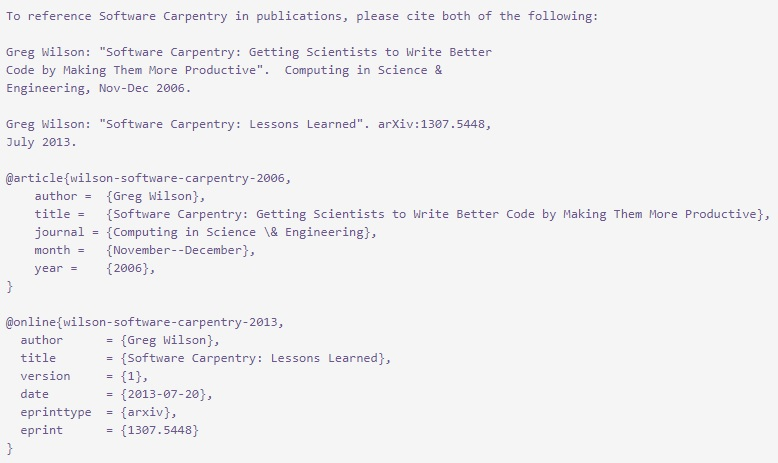 To reference Software Carpentry in publications, please cite both of the following:

Greg Wilson: "Software Carpentry: Getting Scientists to Write Better
Code by Making Them More Productive".  Computing in Science &
Engineering, Nov-Dec 2006.

Greg Wilson: "Software Carpentry: Lessons Learned". arXiv:1307.5448,
July 2013.

@article{wilson-software-carpentry-2006,
    author =  {Greg Wilson},
    title =   {Software Carpentry: Getting Scientists to Write Better Code by Making Them More Productive},
    journal = {Computing in Science \& Engineering},
    month =   {November--December},
    year =    {2006},
}

@online{wilson-software-carpentry-2013,
  author      = {Greg Wilson},
  title       = {Software Carpentry: Lessons Learned},
  version     = {1},
  date        = {2013-07-20},
  eprinttype  = {arxiv},
  eprint      = {1307.5448}
}